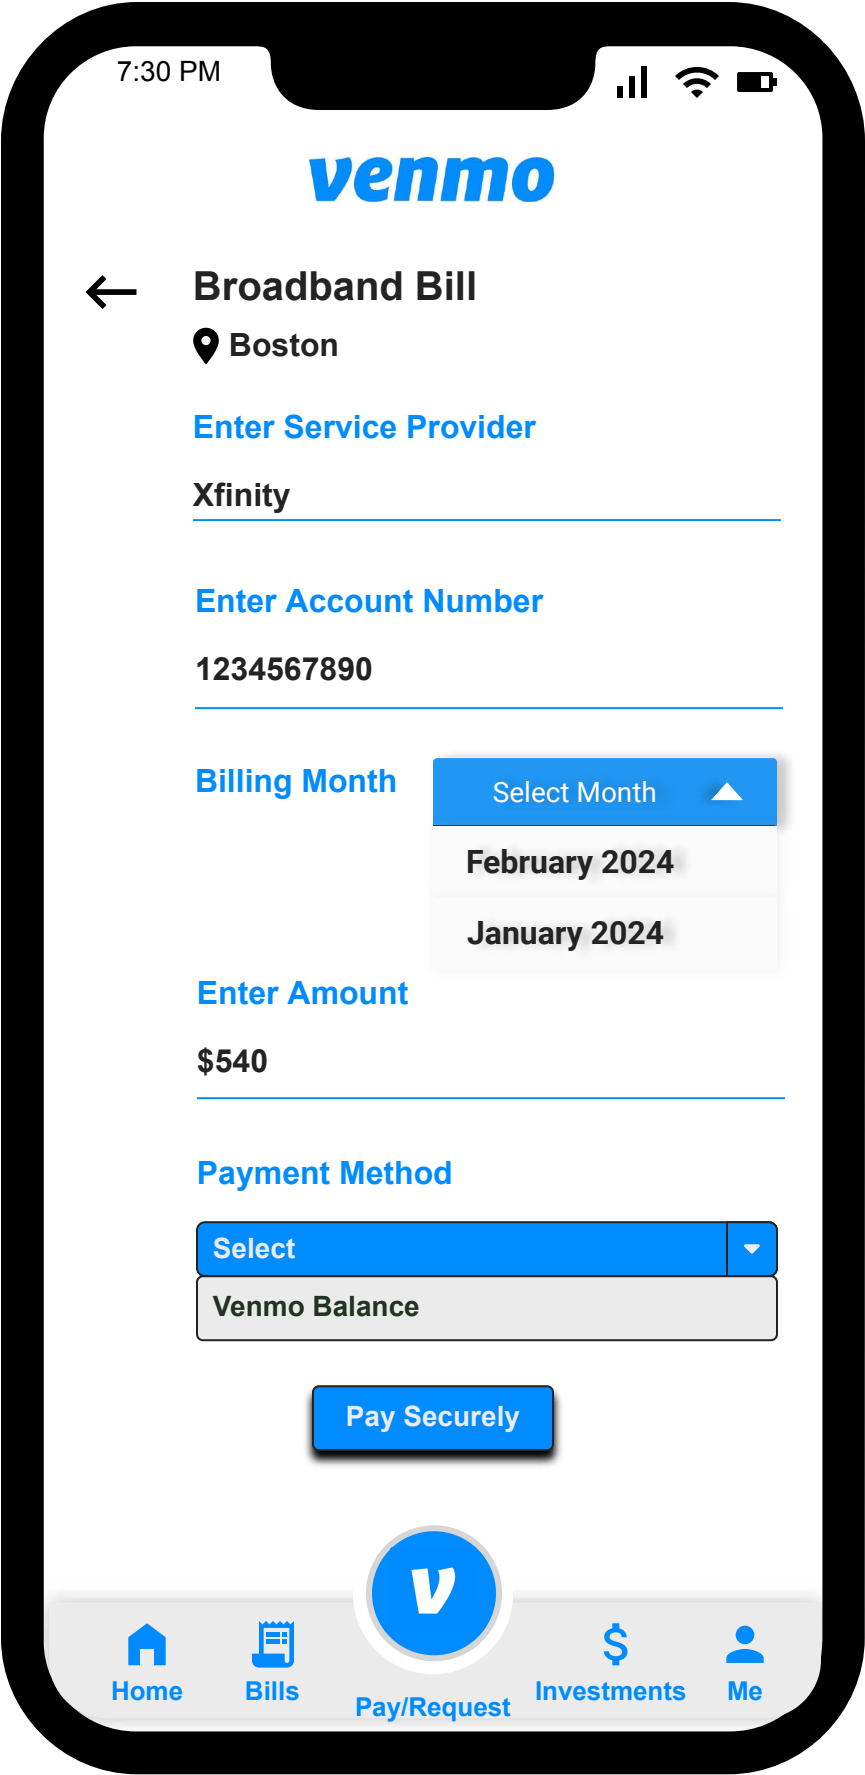 7:30 PM
venmo
Broadband Bill
Boston
Enter Service Provider
Xfinity
Enter Account Number
1234567890
Billing Month
Select Month
February 2024
January 2024
Enter Amount
$540
Payment Method
Select
Venmo Balance
Pay Securely
v
Home
Bills
Pay/Request
Investments
Me